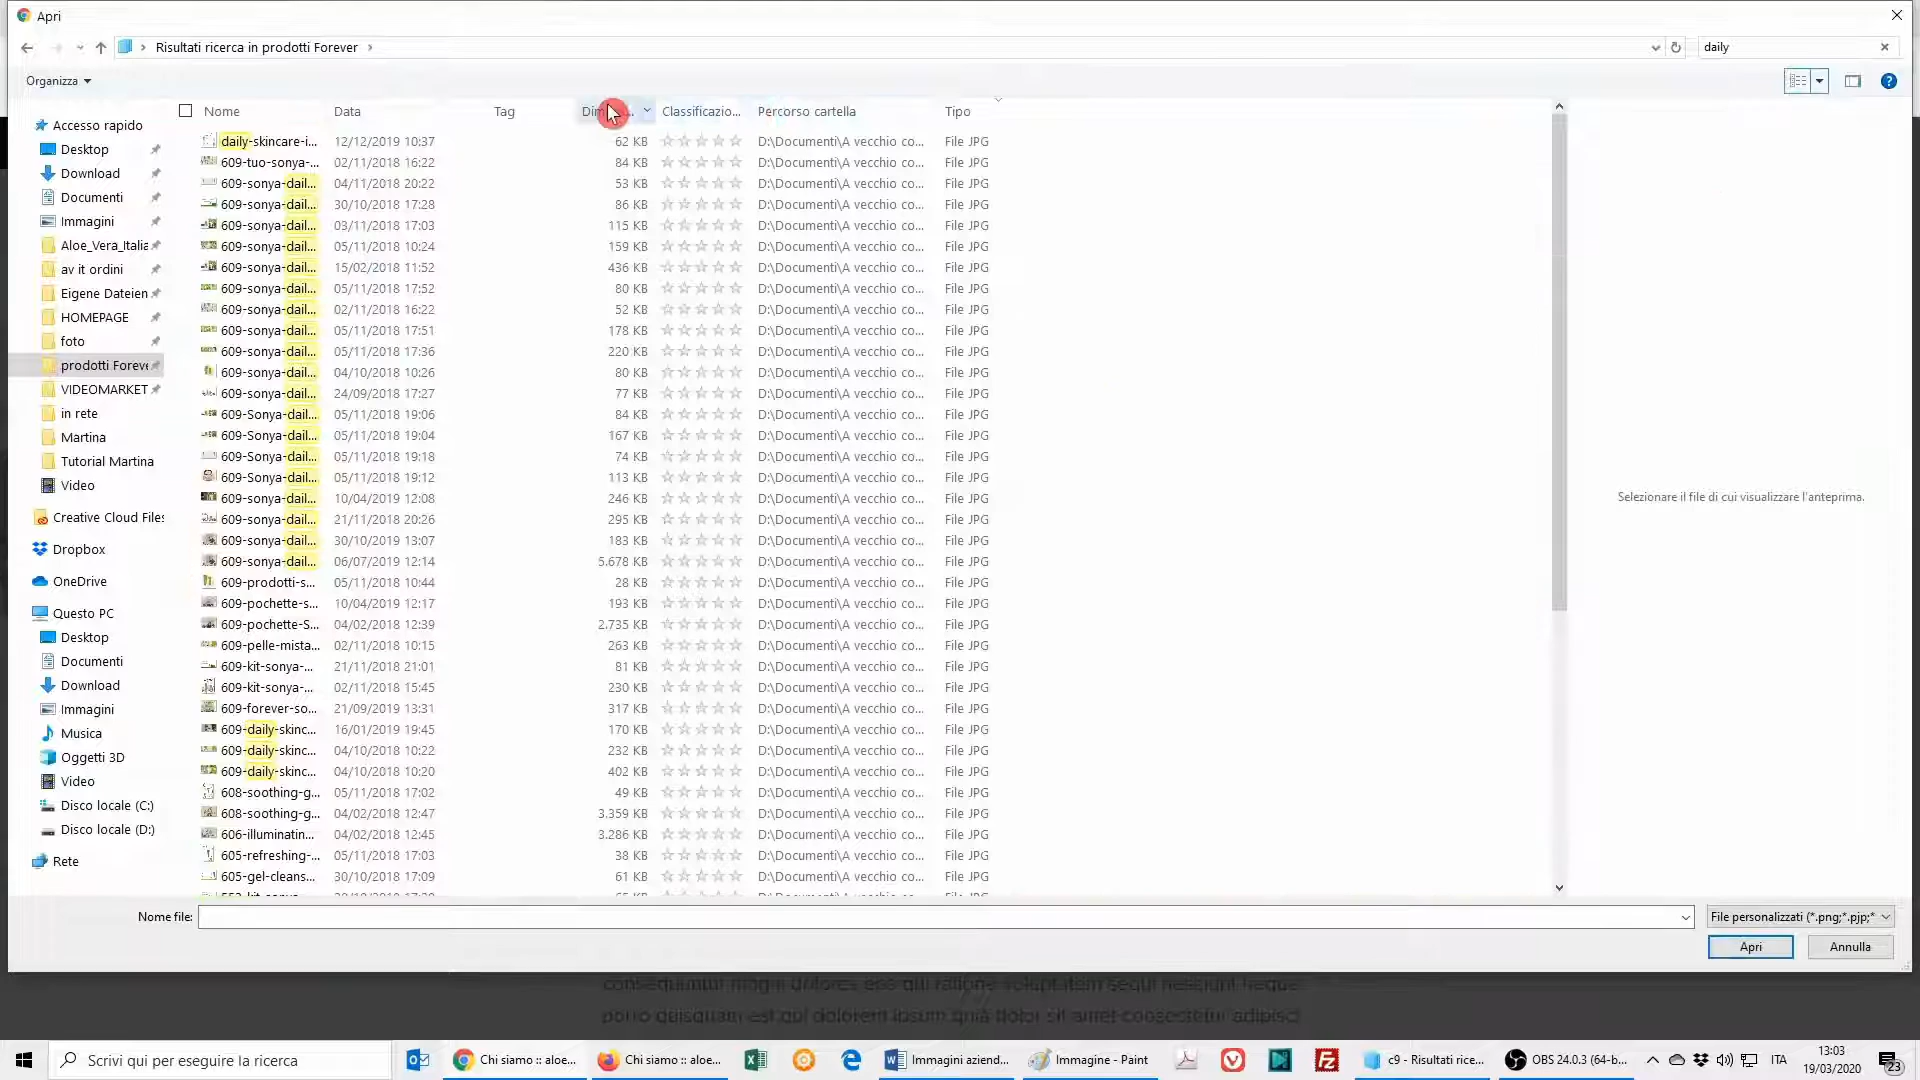 Apri
Risultati ricerca in prodotti Forever
daily
Organizza
Nome Data Tag Classificazio... Percorso cartella Tipo
Accesso rapido
Desktop
Download
Documenti
Immagini
Aloe_Vera_Italia
av it ordini
Eigene Dateien
HOMEPAGE
foto
prodotti Foreve
VIDEOMARKET
in rete
Martina
Tutorial Martina
Video
Creative Cloud Files
Dropbox
OneDrive
Questo PC
Desktop
Documenti
Download
Immagini
Musica
Oggetti 3D
Video
Disco locale (C:)
Disco locale (D:)
Rete
daily-skincare-i... 12/12/2019 10:37 62 KB D:\Documenti\A vecchio co... File JPG
609-tuo-sonya-... 02/11/2018 16:22 84 KB D:\Documenti\A vecchio co... File JPG
609-sonya-dail... 04/11/2018 20:22 53 KB D:\Documenti\A vecchio co... File JPG
609-sonya-dail... 30/10/2018 17:28 86 KB D:\Documenti\A vecchio co... File JPG
609-sonya-dail... 03/11/2018 17:03 115 KB D:\Documenti\A vecchio co... File JPG
609-sonya-dail... 05/11/2018 10:24 159 KB D:\Documenti\A vecchio co... File JPG
609-sonya-dail... 15/02/2018 11:52 436 KB D:\Documenti\A vecchio co... File JPG
609-sonya-dail... 05/11/2018 17:52 80 KB D:\Documenti\A vecchio co... File JPG
609-sonya-dail... 02/11/2018 16:22 52 KB D:\Documenti\A vecchio co... File JPG
609-sonya-dail... 05/11/2018 17:51 178 KB D:\Documenti\A vecchio co... File JPG
609-sonya-dail... 05/11/2018 17:36 220 KB D:\Documenti\A vecchio co... File JPG
609-sonya-dail... 04/10/2018 10:26 80 KB D:\Documenti\A vecchio co... File JPG
609-sonya-dail... 24/09/2018 17:27 77 KB D:\Documenti\A vecchio co... File JPG
609-Sonya-dail... 05/11/2018 19:06 84 KB D:\Documenti\A vecchio co... File JPG
609-Sonya-dail... 05/11/2018 19:04 167 KB D:\Documenti\A vecchio co... File JPG
609-Sonya-dail... 05/11/2018 19:18 74 KB D:\Documenti\A vecchio co... File JPG
609-Sonya-dail... 05/11/2018 19:12 113 KB D:\Documenti\A vecchio co... File JPG
609-sonya-dail... 10/04/2019 12:08 246 KB D:\Documenti\A vecchio co... File JPG
609-sonya-dail... 21/11/2018 20:26 295 KB D:\Documenti\A vecchio co... File JPG
609-sonya-dail... 30/10/2019 13:07 183 KB D:\Documenti\A vecchio co... File JPG
609-sonya-dail... 06/07/2019 12:14 5.678 KB D:\Documenti\A vecchio co... File JPG
609-prodotti-s... 05/11/2018 10:44 28 KB D:\Documenti\A vecchio co... File JPG
609-pochette-s... 10/04/2019 12:17 193 KB D:\Documenti\A vecchio co... File JPG
609-pochette-S... 04/02/2018 12:39 2.735 KB D:\Documenti\A vecchio co... File JPG
609-pelle-mista... 02/11/2018 10:15 263 KB D:\Documenti\A vecchio co... File JPG
609-kit-sonya-... 21/11/2018 21:01 81 KB D:\Documenti\A vecchio co... File JPG
609-kit-sonya-... 02/11/2018 15:45 230 KB D:\Documenti\A vecchio co... File JPG
609-forever-so... 21/09/2019 13:31 317 KB D:\Documenti\A vecchio co... File JPG
609-daily-skinc... 16/01/2019 19:45 170 KB D:\Documenti\A vecchio co... File JPG
609-daily-skinc... 04/10/2018 10:22 232 KB D:\Documenti\A vecchio co... File JPG
609-daily-skinc... 04/10/2018 10:20 402 KB D:\Documenti\A vecchio co... File JPG
608-soothing-g... 05/11/2018 17:02 49 KB D:\Documenti\A vecchio co... File JPG
608-soothing-g... 04/02/2018 12:47 3.359 KB D:\Documenti\A vecchio co... File JPG
606-illuminatin... 04/02/2018 12:45 3.286 KB D:\Documenti\A vecchio co... File JPG
605-refreshing-... 05/11/2018 17:03 38 KB D:\Documenti\A vecchio co... File JPG
605-gel-cleans... 30/10/2018 17:09 61 KB D:\Documenti\A vecchio co... File JPG
Selezionare il file di cui visualizzare l'anteprima.
Nome file:
File personalizzati (*.png;*.pjp;*
Apri
Annulla
consequuntur magni dolores eos qui ratione voluptatem sequi nesciunt neque
porro quisquam est qui dolorem ipsum quia dolor sit amet consectetur adipisci
Scrivi qui per eseguire la ricerca
Chi siamo :: aloe...
Chi siamo :: aloe...
Immagini aziend...
Immagine - Paint
c9 - Risultati rice...
OBS 24.0.3 (64-b...
ITA
13:03
19/03/2020
23